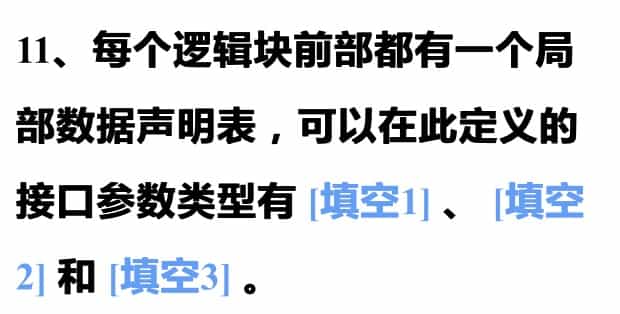 11、每个逻辑块前部都有一个局
部数据声明表，可以在此定义的
接口参数类型有 [填空1] 、 [填空
2] 和 [填空3] 。